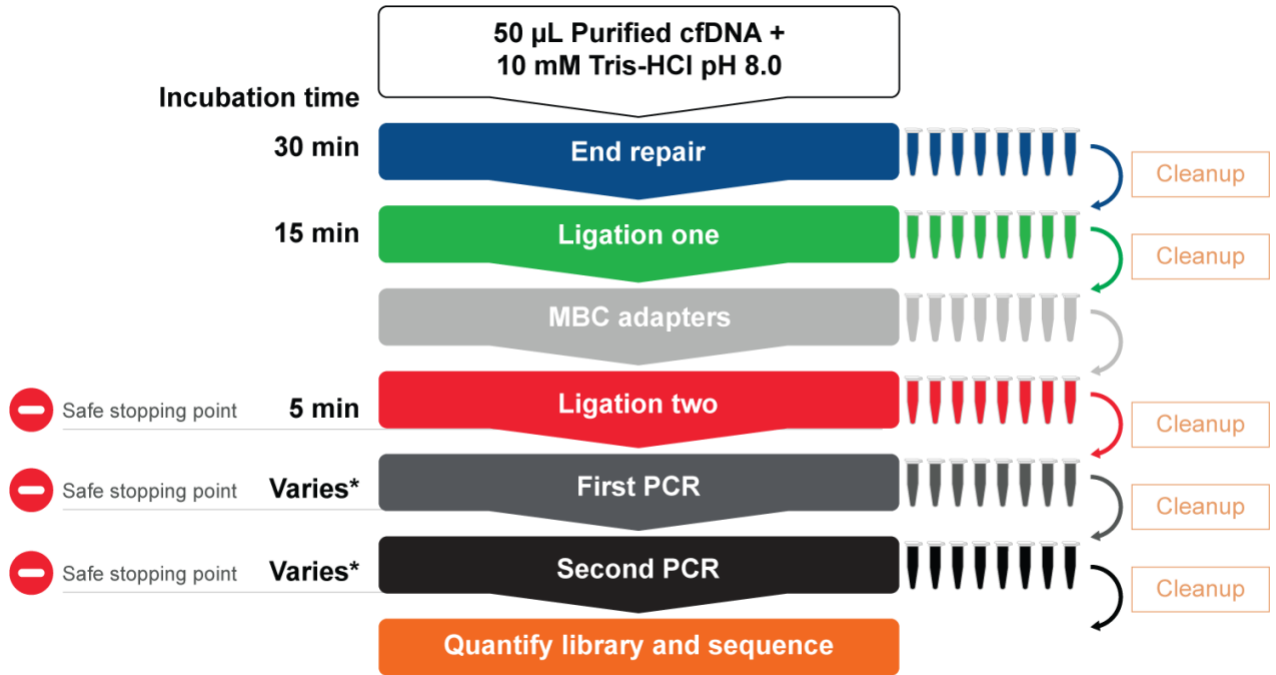 50 µL Purified cfDNA +
10 mM Tris-HCl pH 8.0
Incubation time
30 min
End repair
Cleanup
15 min
Ligation one
Cleanup
MBC adapters
Safe stopping point
5 min
Ligation two
Cleanup
Safe stopping point
Varies*
First PCR
Cleanup
Safe stopping point
Varies*
Second PCR
Cleanup
Quantify library and sequence